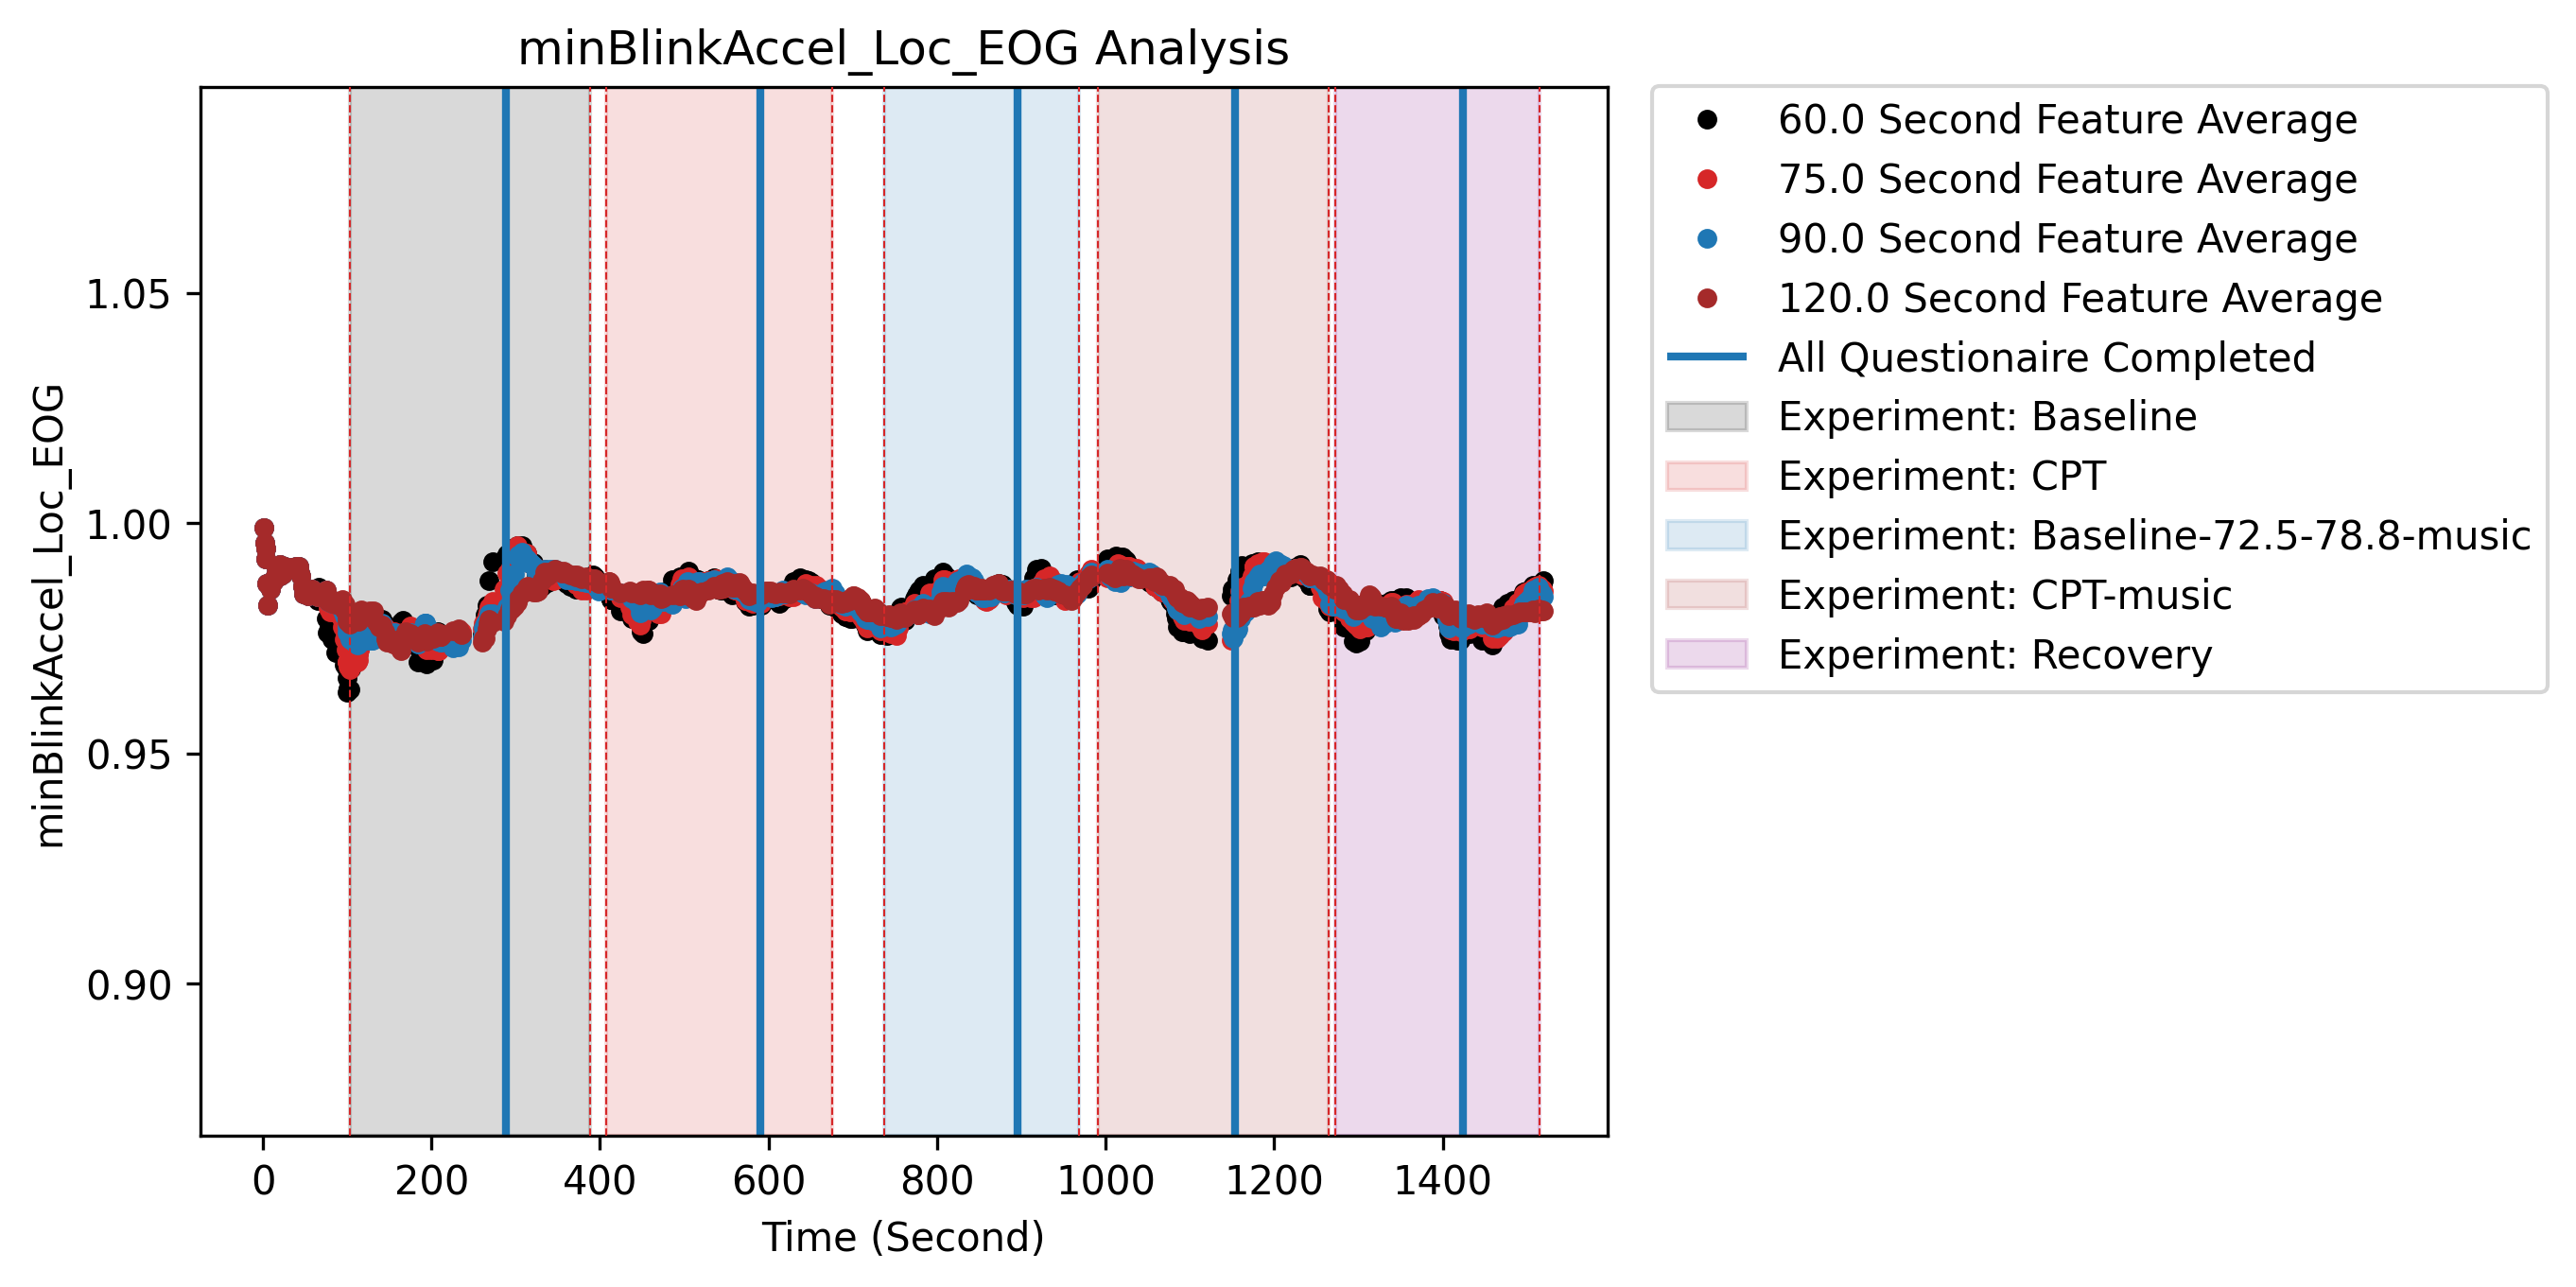 minBlinkAccel_Loc_EOG Analysis
minBlinkAccel_Loc_EOG
1.05
1.00
0.95
0.90
0 200 400 600 800 1000 1200 1400
Time (Second)
60.0 Second Feature Average
75.0 Second Feature Average
90.0 Second Feature Average
120.0 Second Feature Average
All Questionaire Completed
Experiment: Baseline
Experiment: CPT
Experiment: Baseline-72.5-78.8-music
Experiment: CPT-music
Experiment: Recovery